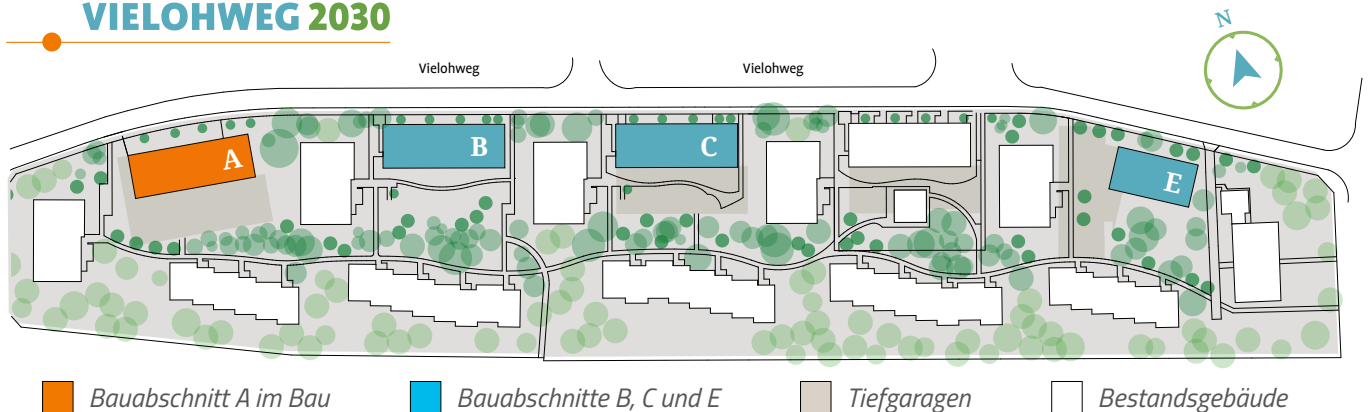 VIELOHWEG 2030
N
Vielohweg
Vielohweg
A
B
C
E
Bauabschnitt A im Bau
Bauabschnitte B, C und E
Tiefgaragen
Bestandsgebäude